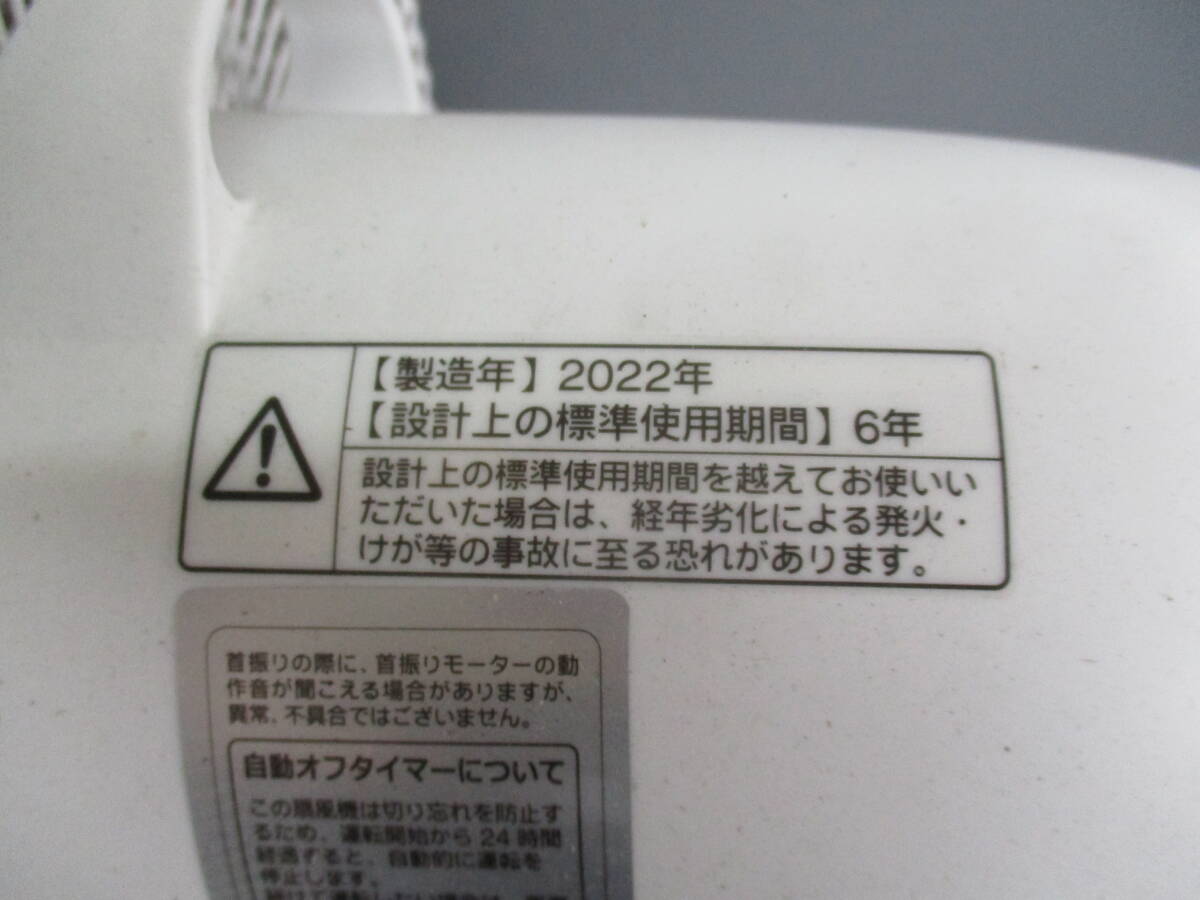 【製造年】2022年
【設計上の標準使用期間】6年
設計上の標準使用期間を越えてお使いい
ただいた場合は、経年劣化による発火・
けが等の事故に至る恐れがあります。
首振りの際に、首振りモーターの動
作音が聞こえる場合がありますが、
異常、不具合ではございません。
自動オフタイマーについて
この扇風機は切り忘れを防止す
るため、運転開始から24時間
経過すると、自動的に運転を
停止します。